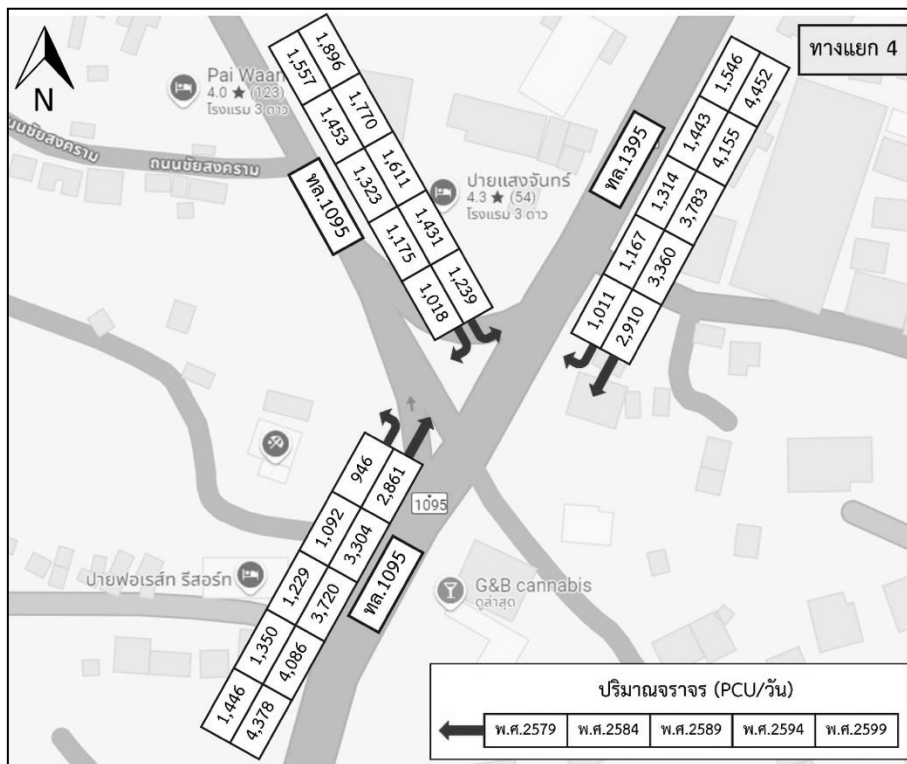 ทางแยก 4
N
Pai Waan
4.0 ★ (123)
โรงแรม 3 ดาว
ถนนชัยสงคราม
ถนนชัยสงคราม
ทล.1095
1,557 1,896
1,453 1,770
1,323 1,611
1,175 1,431
1,018 1,239
ปายแสงจันทร์
4.3 ★ (54)
โรงแรม 3 ดาว
ทล.1395
1,546 4,452
1,443 4,155
1,314 3,783
1,167 3,360
1,011 2,910
946 2,861
1,092 3,304
1,229 3,720
1,350 4,086
1,446 4,378
1095
ทล.1095
ปายฟอเรส์ท รีสอร์ท
G&B cannabis
ดูล่าสุด
ปริมาณจราจร (PCU/วัน)
พ.ศ.2579 พ.ศ.2584 พ.ศ.2589 พ.ศ.2594 พ.ศ.2599